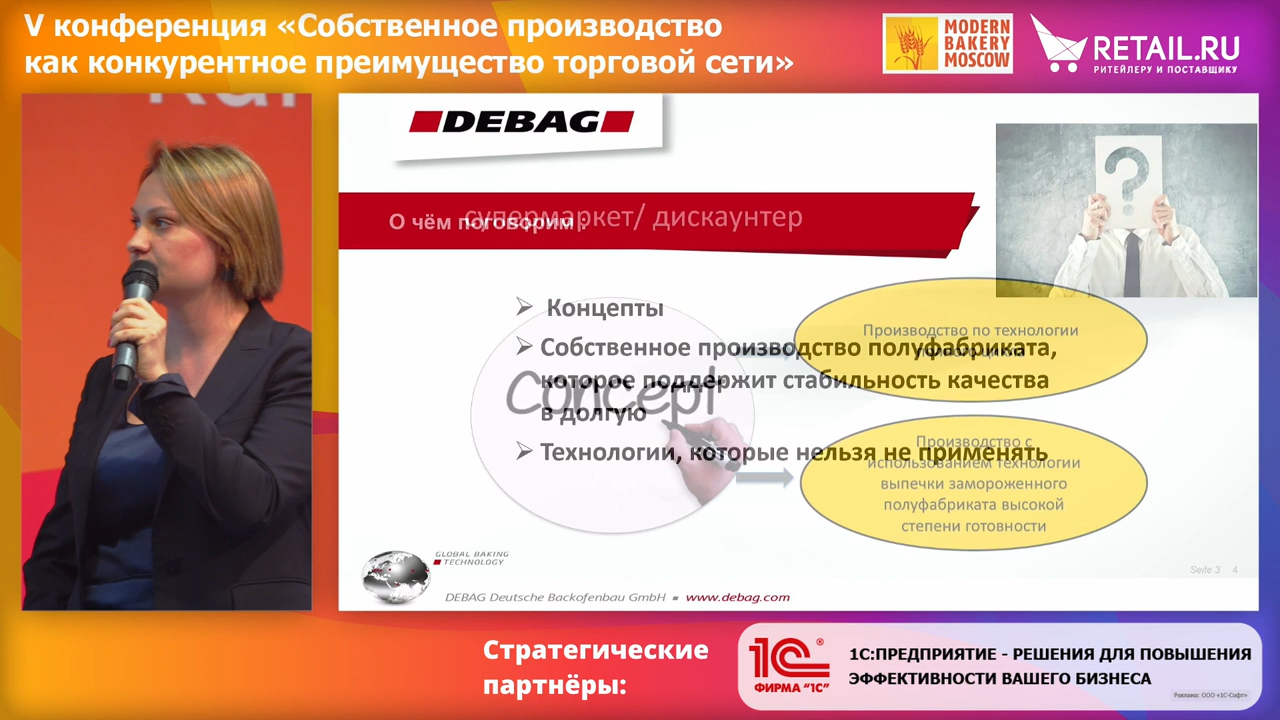 V конференция «Собственное производство
как конкурентное преимущество торговой сети»
MODERN
BAKERY
MOSCOW
RETAIL.RU
РИТЕЙЛЕРУ И ПОСТАВЩИКУ
DEBAG
О чём поговорим :
супермаркет/ дискаунтер
Концепты
Собственное производство полуфабриката,
которое поддержит стабильность качества
в долгую
Технологии, которые нельзя не применять
Concept
Производство по технологии
Производство с
использованием технологии
выпечки замороженного
полуфабриката высокой
степени готовности
GLOBAL BAKING
TECHNOLOGY
Seite 3 4
DEBAG Deutsche Backofenbau GmbH ▪ www.debag.com
Стратегические
партнёры:
1С
®
ФИРМА "1С"
1С:ПРЕДПРИЯТИЕ - РЕШЕНИЯ ДЛЯ ПОВЫШЕНИЯ
ЭФФЕКТИВНОСТИ ВАШЕГО БИЗНЕСА
Реклама: ООО «1С-Софт»